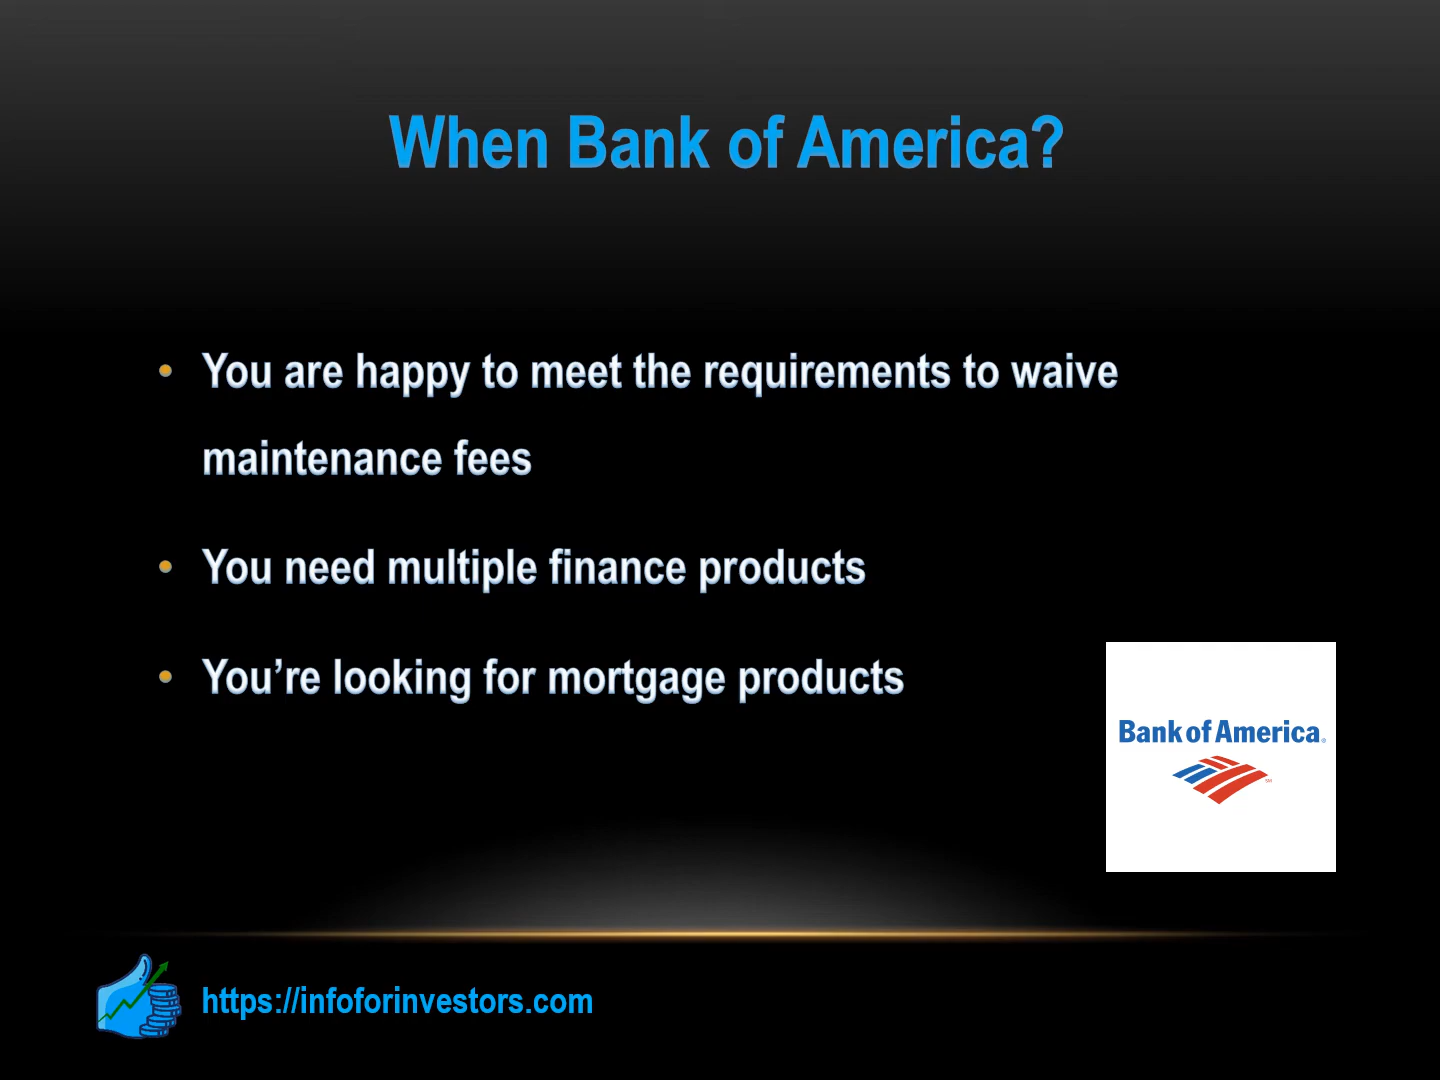 When Bank of America?
• You are happy to meet the requirements to waive
maintenance fees
• You need multiple finance products
• You’re looking for mortgage products
Bank of America®
SM
https://infoforinvestors.com